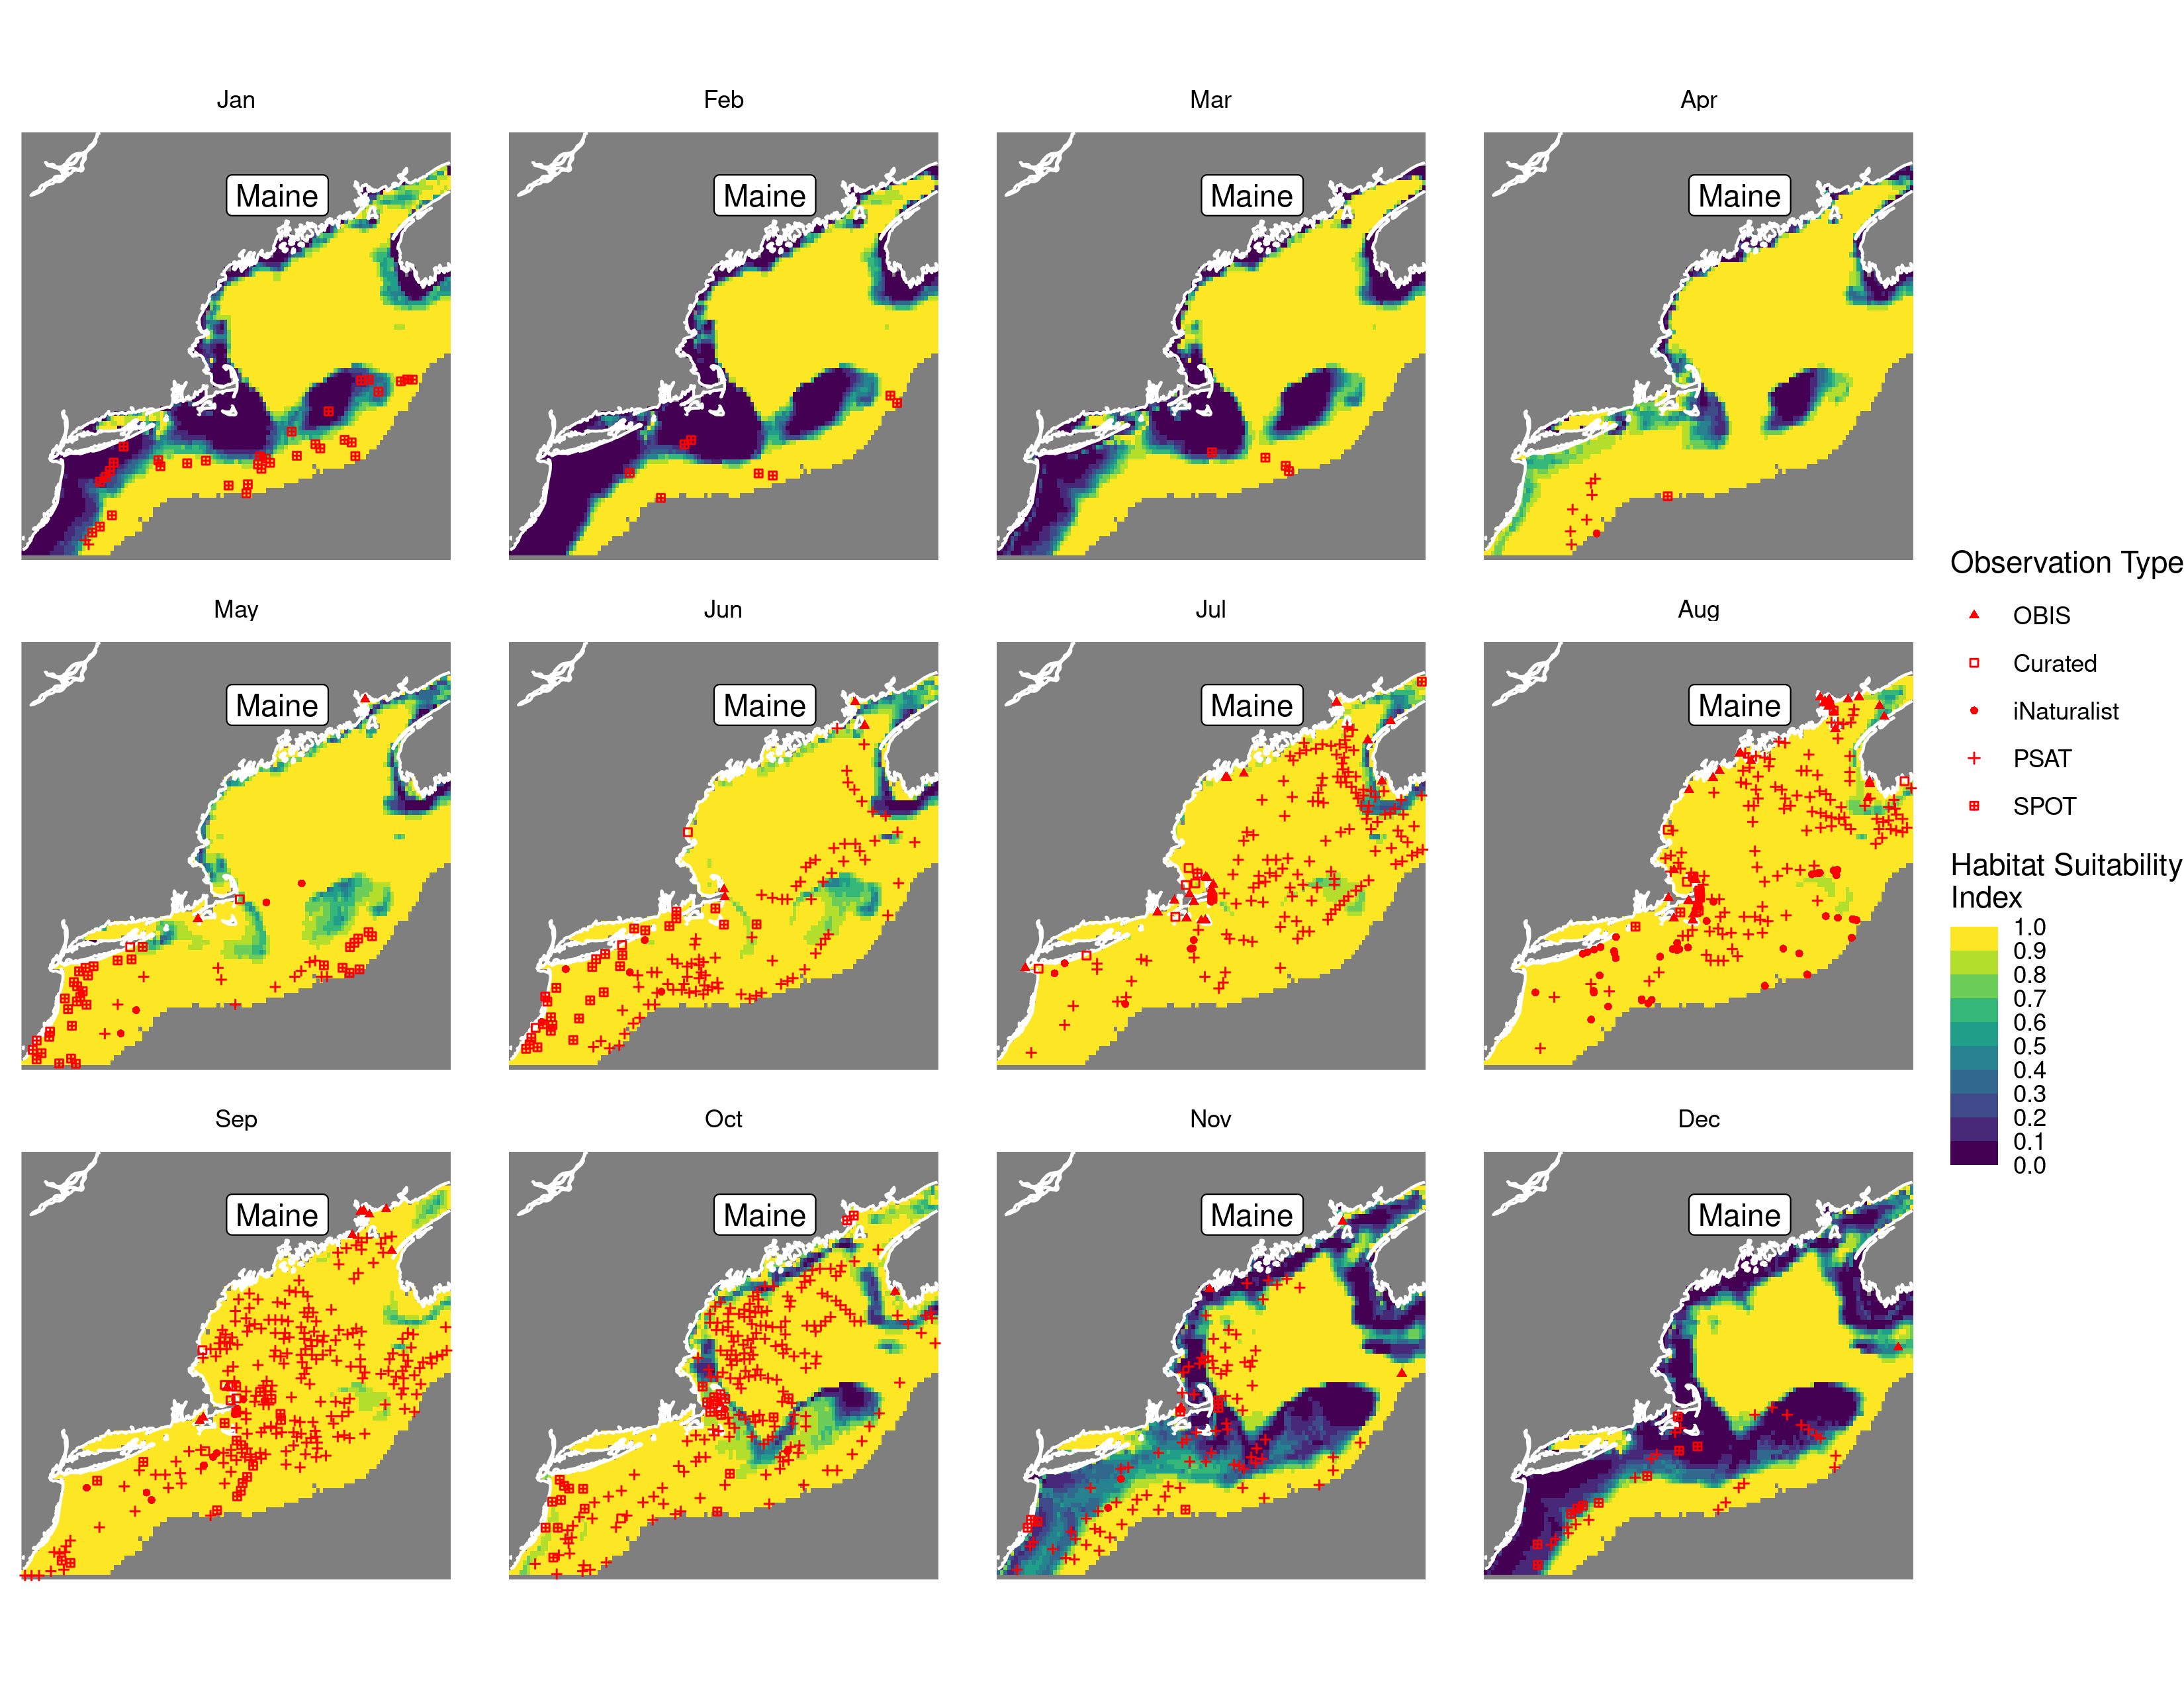 Jan
Feb
Mar
Apr
Maine
Maine
Maine
Maine
May
Jun
Jul
Aug
Maine
Maine
Maine
Maine
Sep
Oct
Nov
Dec
Maine
Maine
Maine
Maine
Observation Type
OBIS
Curated
iNaturalist
PSAT
SPOT
Habitat Suitability
Index
1.0
0.9
0.8
0.7
0.6
0.5
0.4
0.3
0.2
0.1
0.0